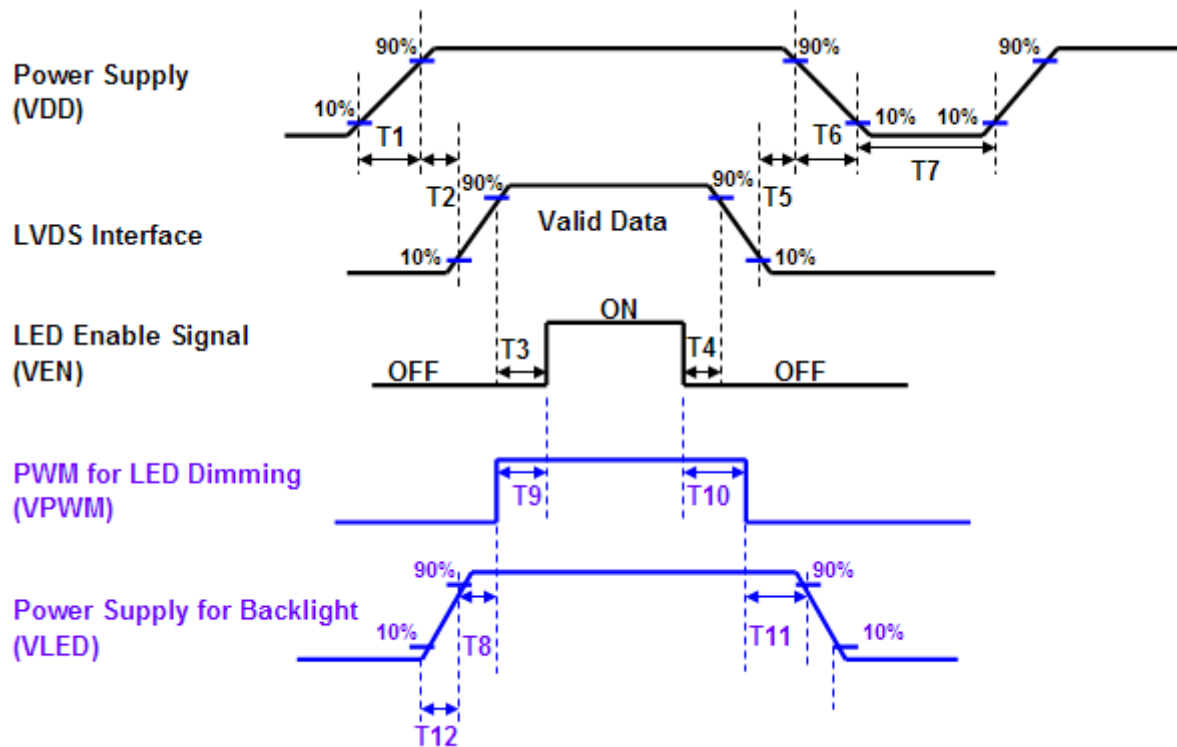 Power Supply
(VDD)
90%
90%
90%
10%
10%
10%
T1
T6
T7
T2
T5
LVDS Interface
90%
90%
Valid Data
10%
10%
LED Enable Signal
(VEN)
ON
T3
T4
OFF
OFF
PWM for LED Dimming
(VPWM)
T9
T10
Power Supply for Backlight
(VLED)
90%
90%
10%
10%
T8
T11
T12